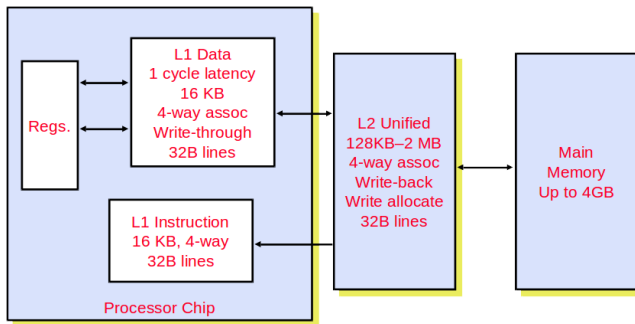 Regs.
L1 Data
1 cycle latency
16 KB
4-way assoc
Write-through
32B lines
L1 Instruction
16 KB, 4-way
32B lines
Processor Chip
L2 Unified
128KB–2 MB
4-way assoc
Write-back
Write allocate
32B lines
Main
Memory
Up to 4GB